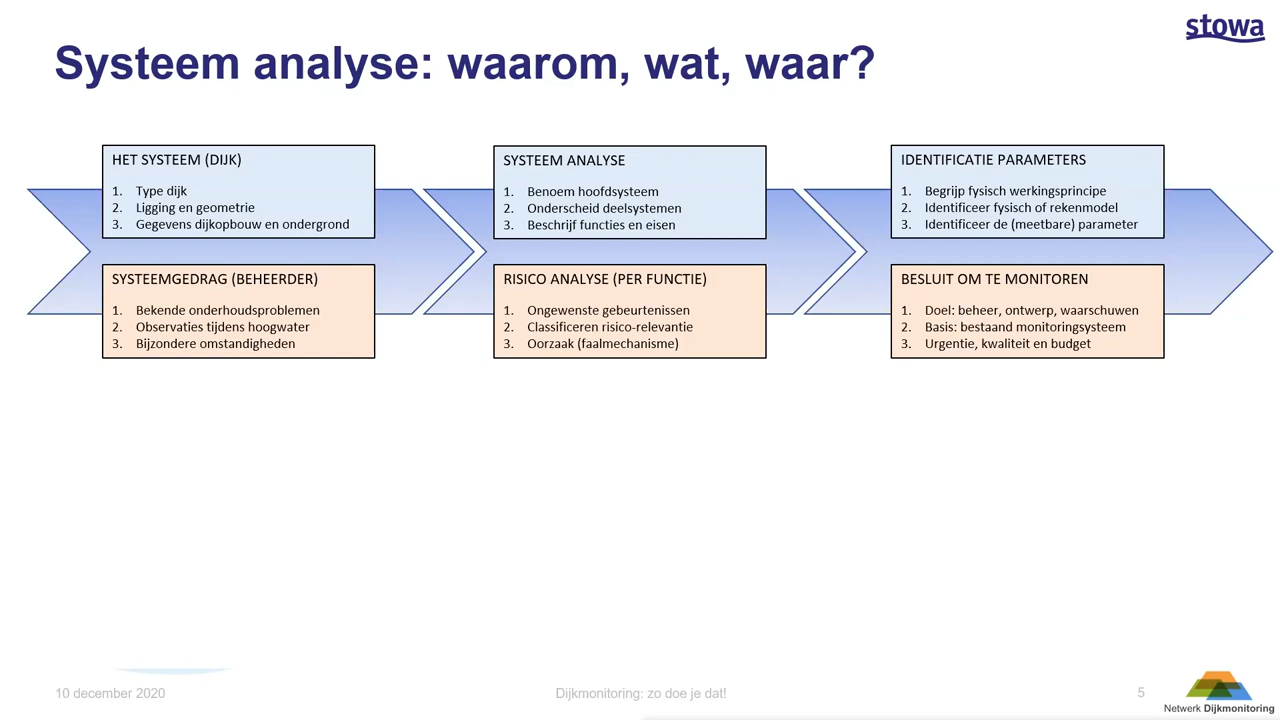 stowa
Systeem analyse: waarom, wat, waar?
HET SYSTEEM (DIJK)
1. Type dijk
2. Ligging en geometrie
3. Gegevens dijkopbouw en ondergrond
SYSTEEMGEDRAG (BEHEERDER)
1. Bekende onderhoudsproblemen
2. Observaties tijdens hoogwater
3. Bijzondere omstandigheden
SYSTEEM ANALYSE
1. Benoem hoofdsysteem
2. Onderscheid deelsystemen
3. Beschrijf functies en eisen
RISICO ANALYSE (PER FUNCTIE)
1. Ongewenste gebeurtenissen
2. Classificeren risico-relevantie
3. Oorzaak (faalmechanisme)
IDENTIFICATIE PARAMETERS
1. Begrijp fysisch werkingsprincipe
2. Identificeer fysisch of rekenmodel
3. Identificeer de (meetbare) parameter
BESLUIT OM TE MONITOREN
1. Doel: beheer, ontwerp, waarschuwen
2. Basis: bestaand monitoringsysteem
3. Urgentie, kwaliteit en budget
10 december 2020
Dijkmonitoring: zo doe je dat!
5
Netwerk Dijkmonitoring